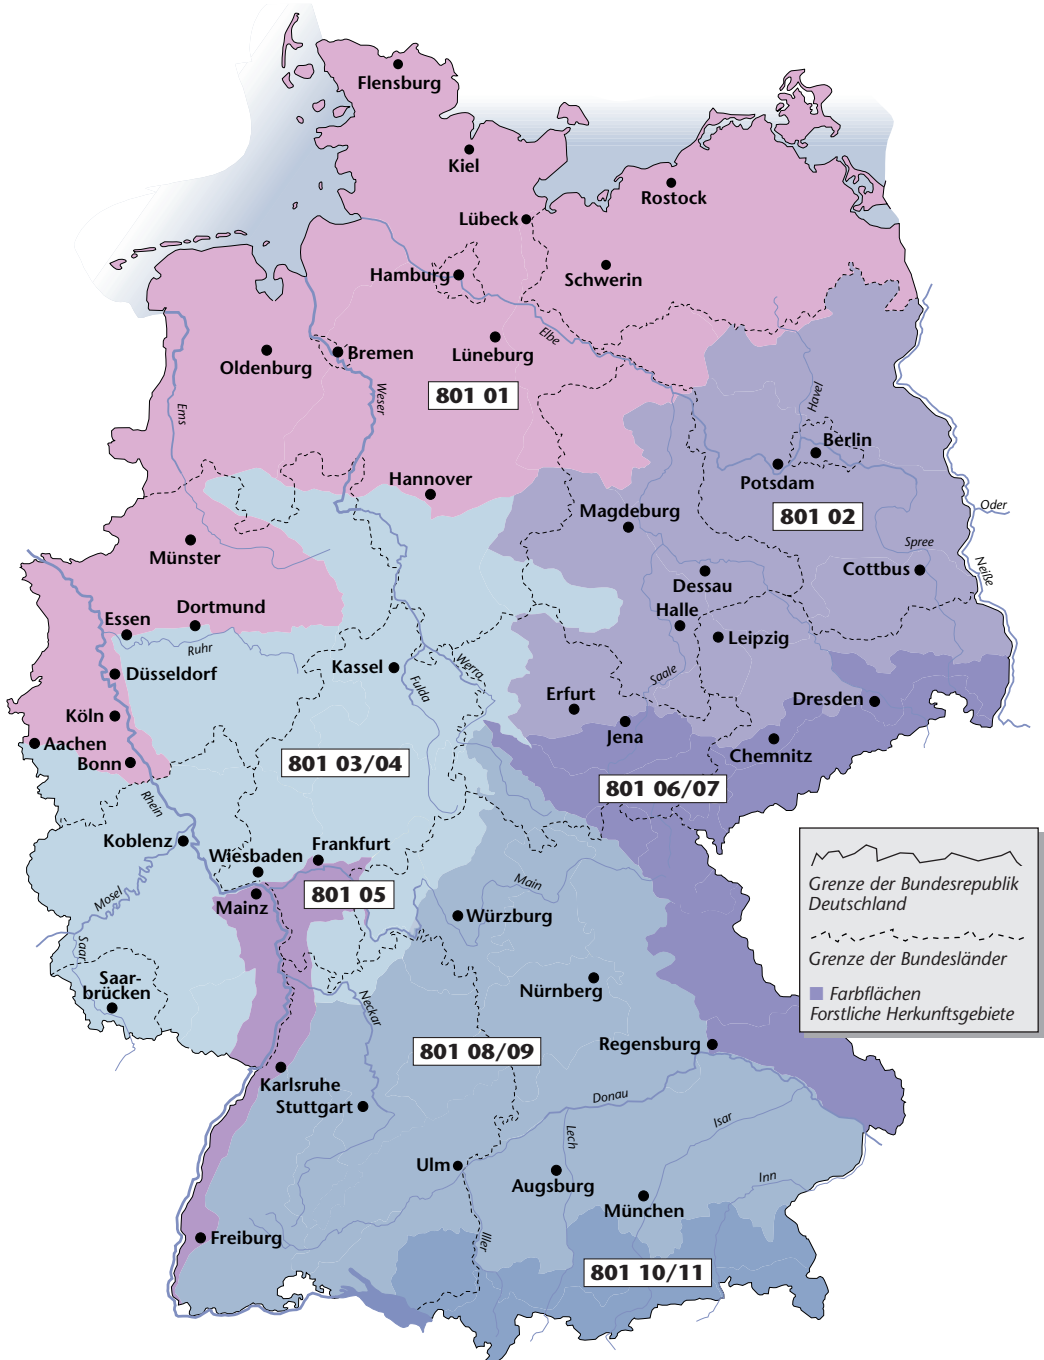 Flensburg
Kiel
Rostock
Lübeck
Hamburg
Schwerin
Elbe
Oldenburg
Bremen
Lüneburg
801 01
Ems
Weser
Havel
Berlin
Potsdam
Hannover
Magdeburg
801 02
Oder
Spree
Neiße
Münster
Dessau
Cottbus
Halle
Essen
Dortmund
Leipzig
Ruhr
Düsseldorf
Kassel
Werra
Fulda
Saale
Erfurt
Dresden
Köln
Jena
Aachen
Bonn
Chemnitz
801 03/04
801 06/07
Rhein
Koblenz
Wiesbaden
Frankfurt
Mosel
Mainz
801 05
Main
Würzburg
Saar
Saar-
brücken
Nürnberg
Neckar
801 08/09
Regensburg
Karlsruhe
Stuttgart
Donau
Isar
Lech
Ulm
Augsburg
Inn
München
Freiburg
Iller
801 10/11
Grenze der Bundesrepublik
Deutschland
Grenze der Bundesländer
Farbflächen
Forstliche Herkunftsgebiete